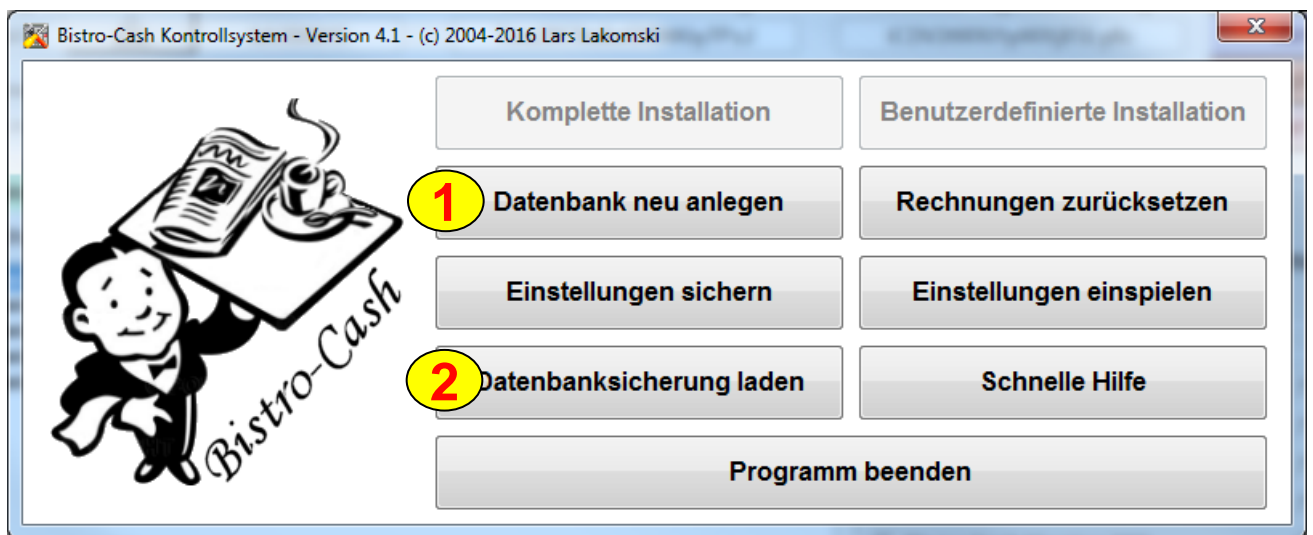 Bistro-Cash Kontrollsystem - Version 4.1 - (c) 2004-2016 Lars Lakomski
Komplette Installation
Benutzerdefinierte Installation
1
Datenbank neu anlegen
Rechnungen zurücksetzen
Einstellungen sichern
Einstellungen einspielen
2
Datenbanksicherung laden
Schnelle Hilfe
Programm beenden
Bistro-Cash